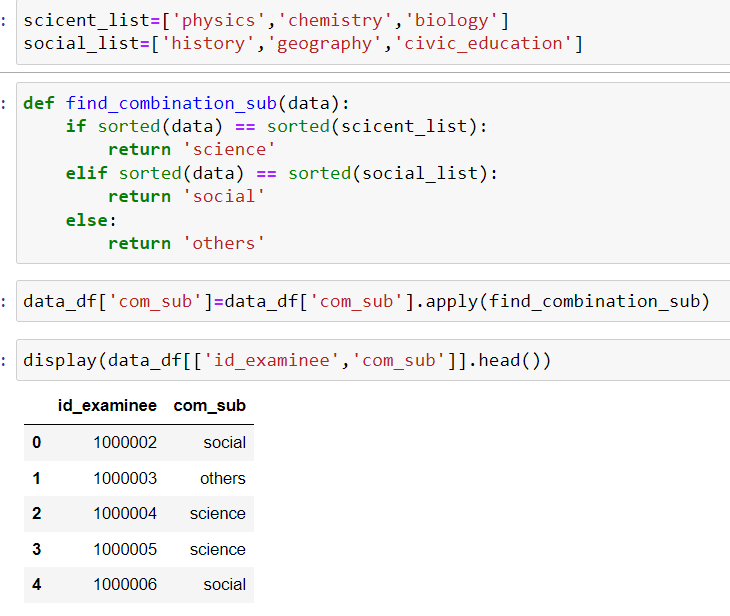 : scicent_list=['physics','chemistry','biology']
social_list=['history','geography','civic_education']
: def find_combination_sub(data):
    if sorted(data) == sorted(scicent_list):
        return 'science'
    elif sorted(data) == sorted(social_list):
        return 'social'
    else:
        return 'others'
: data_df['com_sub']=data_df['com_sub'].apply(find_combination_sub)
: display(data_df[['id_examinee','com_sub']].head())
id_examinee com_sub
0 1000002 social
1 1000003 others
2 1000004 science
3 1000005 science
4 1000006 social